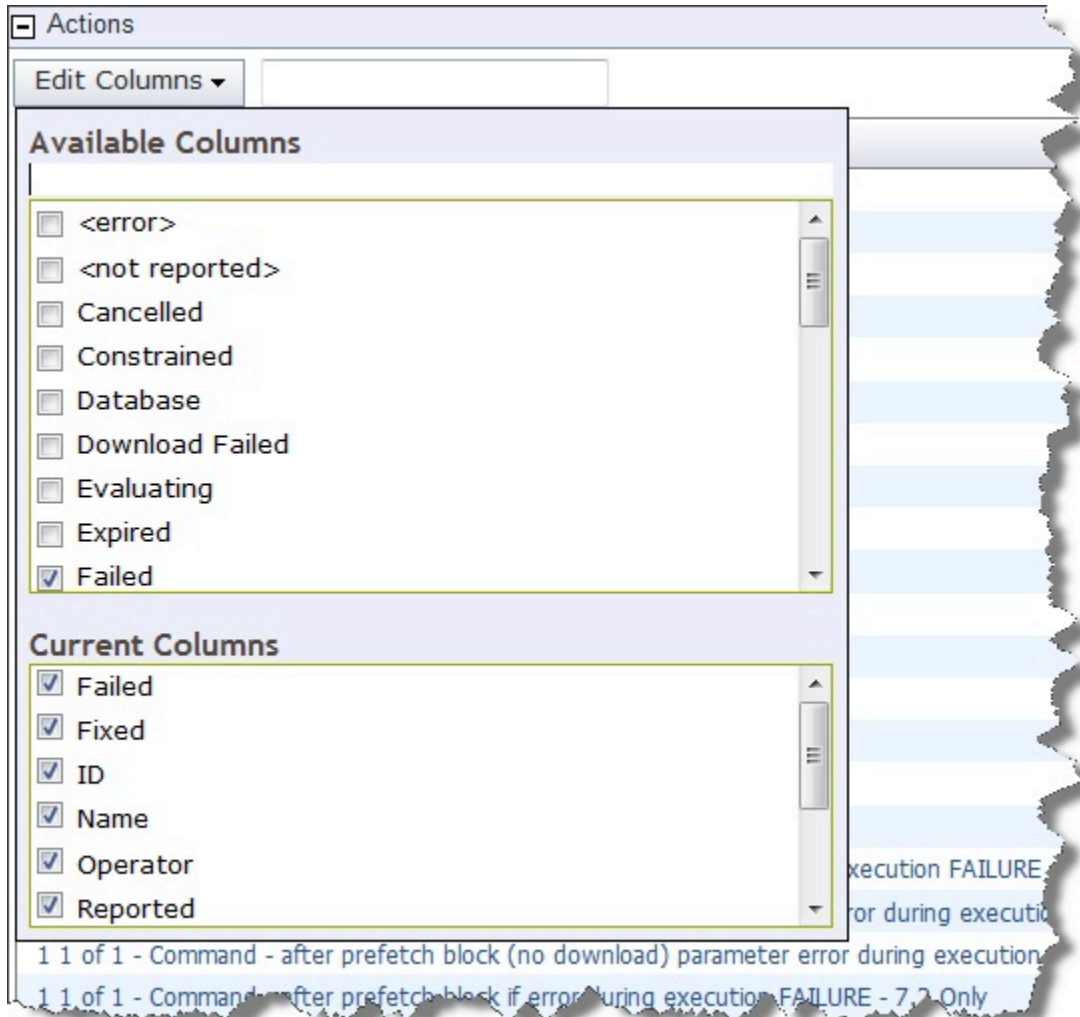 Actions
Edit Columns
Available Columns
<error>
<not reported>
Cancelled
Constrained
Database
Download Failed
Evaluating
Expired
Failed
Current Columns
Failed
Fixed
ID
Name
Operator
Reported
xecution FAILURE
ror during executio
1 1 of 1 - Command - after prefetch block (no download) parameter error during execution
1 1 of 1 - Command - after prefetch block if error during execution FAILURE - 7.2 Only